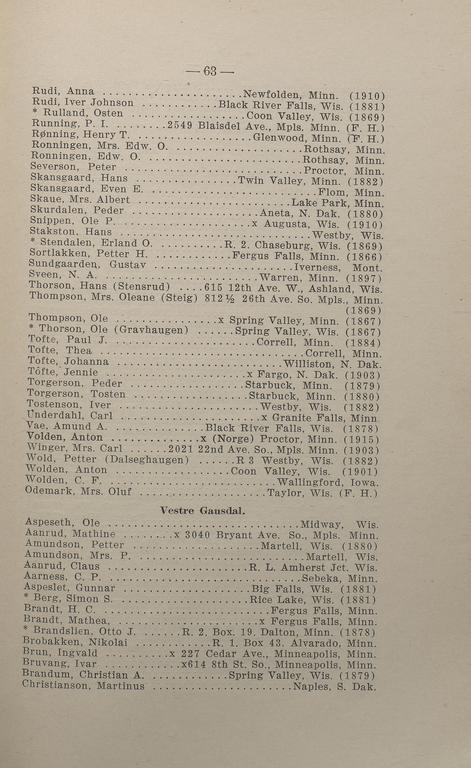 — 63 —
Rudi, Anna ........................Newfolden, Minn. (1910)
Rudi, Iver Johnson ............Black River Falls, Wis. (1881)
* Rulland, Osten .................Coon Valley, Wis. (1869)
Running, P. I. .........2549 Blaisdel Ave., Mpls. Minn. (F. H.)
Rønning, Henry T. ..................Glenwood, Minn. (F. H.)
Ronningen, Mrs. Edw. O. ....................Rothsay, Minn.
Ronningen, Edw. O. ........................Rothsay, Minn.
Severson, Peter ............................Proctor, Minn.
Skansgaard, Hans .................Twin Valley, Minn. (1882)
Skansgaard, Even E. .........................Flom, Minn.
Skaue, Mrs. Albert .......................Lake Park, Minn.
Skurdalen, Peder ....................Aneta, N. Dak. (1880)
Snippen, Ole P. ......................x Augusta, Wis. (1910)
Stakston, Hans ..............................Westby, Wis.
* Stendalen, Erland O. ..........R. 2. Chaseburg, Wis. (1869)
Sortlakken, Petter H. .............Fergus Falls, Minn. (1866)
Sundgaarden, Gustav ......................Iverness, Mont.
Sveen, N. A. .......................Warren, Minn. (1897)
Thorson, Hans (Stensrud) ....615 12th Ave. W., Ashland, Wis.
Thompson, Mrs. Oleane (Steig) 812½ 26th Ave. So. Mpls., Minn.
(1869)
Thompson, Ole .................x Spring Valley, Minn. (1867)
* Thorson, Ole (Gravhaugen) ......Spring Valley, Wis. (1867)
Tofte, Paul J. ........................Correll, Minn. (1884)
Tofte, Thea ................................Correll, Minn.
Tofte, Johanna ...........................Williston, N. Dak.
Tofte, Jennie .......................x Fargo, N. Dak. (1903)
Torgerson, Peder ...................Starbuck, Minn. (1879)
Torgerson, Tosten ..................Starbuck, Minn. (1880)
Tostenson, Iver .......................Westby, Wis. (1882)
Underdahl, Carl .......................x Granite Falls, Minn
Vae, Amund A. ...............Black River Falls, Wis. (1878)
Volden, Anton ..............x (Norge) Proctor, Minn. (1915)
Winger, Mrs. Carl ......2021 22nd Ave. So., Mpls. Minn. (1903)
Wold, Petter (Dalseghaugen) ......R 3 Westby, Wis. (1882)
Wolden, Anton ...................Coon Valley, Wis. (1901)
Wolden, C. F. ...........................Wallingford, Iowa.
Odemark, Mrs. Oluf ...................Taylor, Wis. (F. H.)
Vestre Gausdal.
Aspeseth, Ole ...............................Midway, Wis.
Aanrud, Mathine .........x 3040 Bryant Ave. So., Mpls. Minn.
Amundson, Petter ....................Martell, Wis. (1880)
Amundson, Mrs. P. ...........................Martell, Wis.
Aanrud, Claus .......................R. L. Amherst Jct. Wis.
Aarness, C. P. ...............................Sebeka, Minn.
Aspeslet, Gunnar ......................Big Falls, Wis. (1881)
* Berg, Simon S. .....................Rice Lake, Wis. (1881)
Brandt, H. C. ...........................Fergus Falls, Minn.
Brandt, Mathea, ........................x Fergus Falls, Minn.
* Brandslien, Otto J. ......R. 2. Box. 19. Dalton, Minn. (1878)
Brobakken, Nikolai ............R. 1. Box 43. Alvarado, Minn.
Brun, Ingvald ...........x 227 Cedar Ave., Minneapolis, Minn.
Bruvang, Ivar ............x614 8th St. So., Minneapolis, Minn.
Brandum, Christian A. .............Spring Valley, Wis. (1879)
Christianson, Martinus ......................Naples, S. Dak.